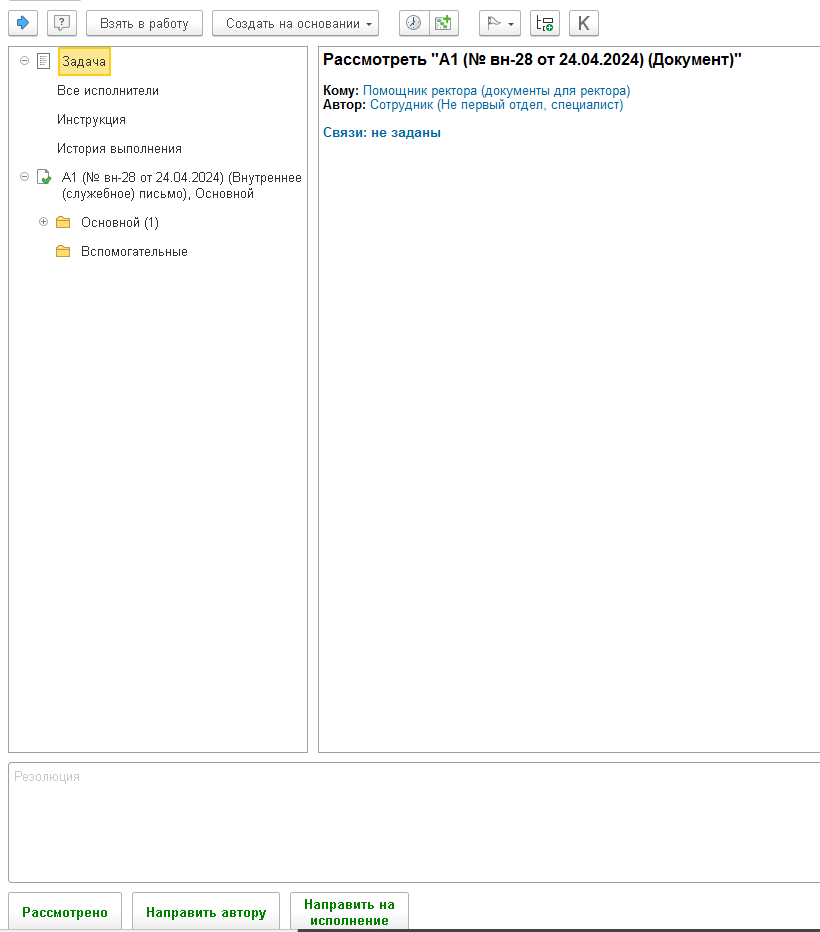 Взять в работу
Создать на основании
К
Задача
Все исполнители
Инструкция
История выполнения
А1 (№ вн-28 от 24.04.2024) (Внутреннее
(служебное) письмо), Основной
Основной (1)
Вспомогательные
Рассмотреть "А1 (№ вн-28 от 24.04.2024) (Документ)"
Кому: Помощник ректора (документы для ректора)
Автор: Сотрудник (Не первый отдел, специалист)
Связи: не заданы
Резолюция
Рассмотрено
Направить автору
Направить на
исполнение